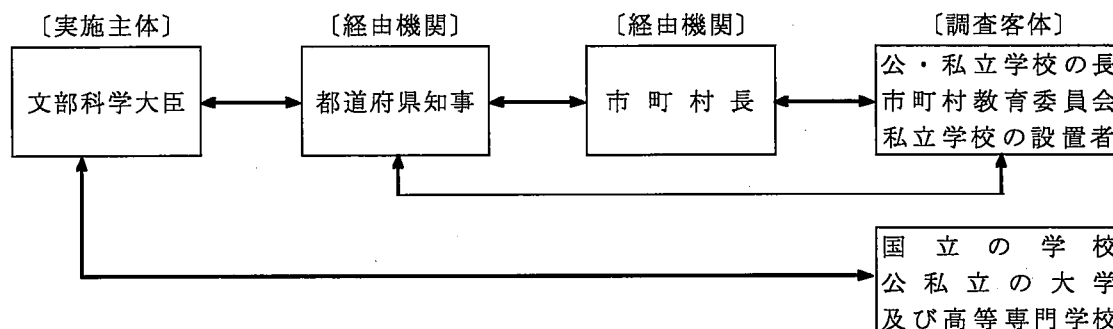 〔実施主体〕
〔経由機関〕
〔経由機関〕
〔調査客体〕
文部科学大臣
都道府県知事
市町村長
公・私立学校の長
市町村教育委員会
私立学校の設置者
国立の学校
公私立の大学
及び高等専門学校